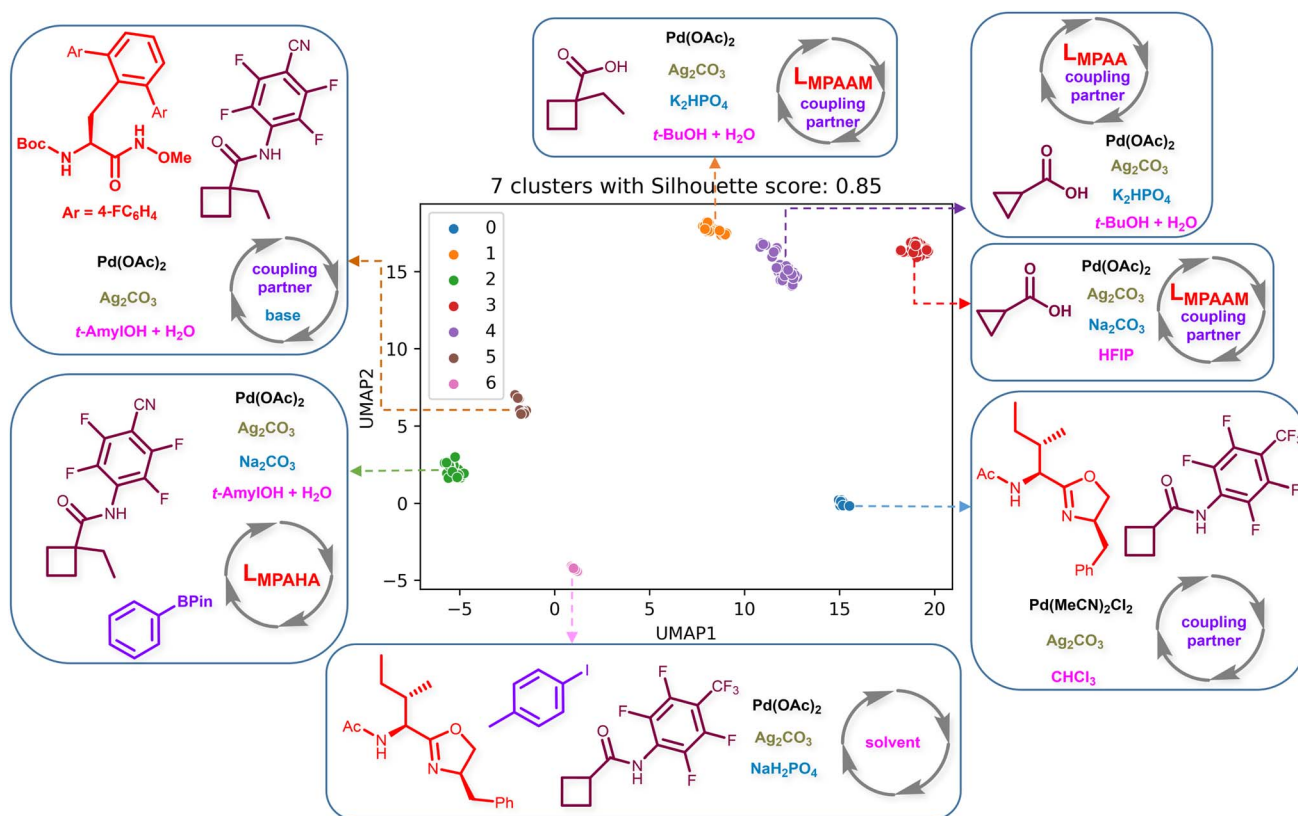 Ar
Ar
Boc
N
H
O
H
N
OMe
Ar = 4-FC6H4
CN
F
F
F
F
O
NH
Pd(OAc)2
Ag2CO3
t-AmylOH + H2O
coupling
partner
base
O
OH
Pd(OAc)2
Ag2CO3
K2HPO4
t-BuOH + H2O
LMPAAM
coupling
partner
LMPAA
coupling
partner
Pd(OAc)2
Ag2CO3
K2HPO4
t-BuOH + H2O
O
OH
7 clusters with Silhouette score: 0.85
0
1
2
3
4
5
6
15
10
5
0
−5
UMAP2
−5
0
5
10
15
20
UMAP1
O
OH
Pd(OAc)2
Ag2CO3
Na2CO3
HFIP
LMPAAM
coupling
partner
CN
F
F
F
F
O
NH
BPin
Pd(OAc)2
Ag2CO3
Na2CO3
t-AmylOH + H2O
LMPAHA
Ac
N
H
O
N
Ph
CF3
F
F
F
F
O
NH
Pd(MeCN)2Cl2
Ag2CO3
CHCl3
coupling
partner
Ac
N
H
O
N
Ph
I
CF3
F
F
F
F
O
N
H
Pd(OAc)2
Ag2CO3
NaH2PO4
solvent